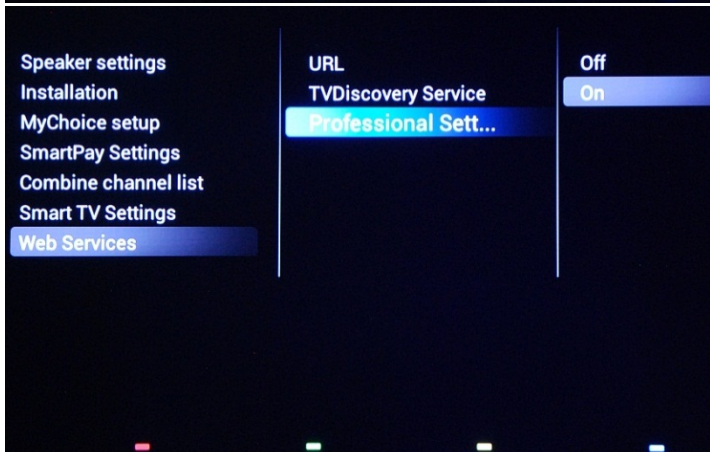 Speaker settings
Installation
MyChoice setup
SmartPay Settings
Combine channel list
Smart TV Settings
Web Services
URL
TVDiscovery Service
Professional Sett...
Off
On